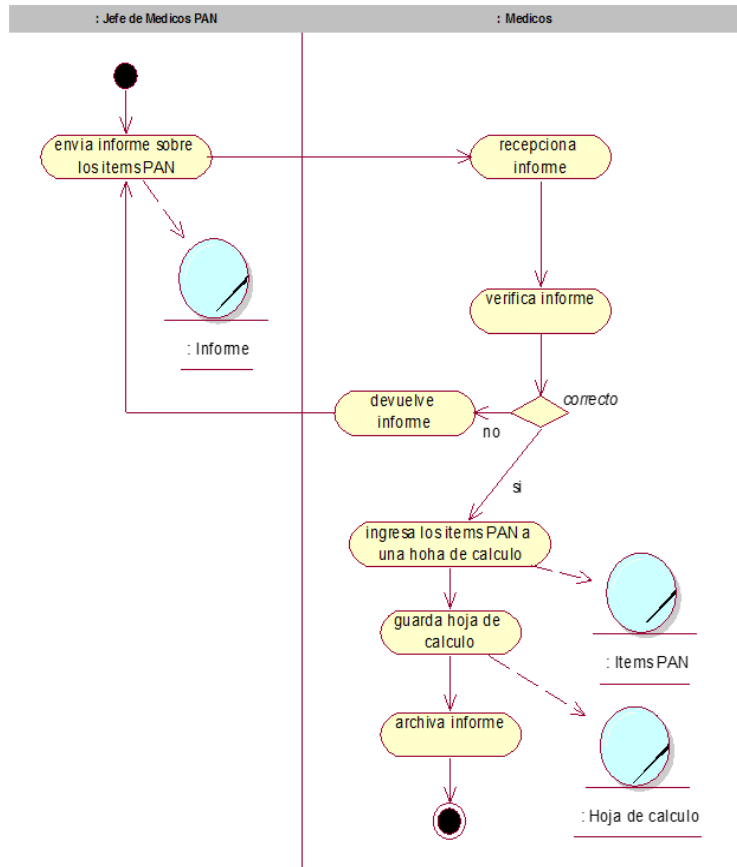 : Jefe de Medicos PAN
: Medicos
envia informe sobre
los items PAN
recepciona
informe
verifica informe
: Informe
devuelve
informe
correcto
no
si
ingresa los items PAN a
una hoha de calculo
guarda hoja de
calculo
: Items PAN
archiva informe
: Hoja de calculo